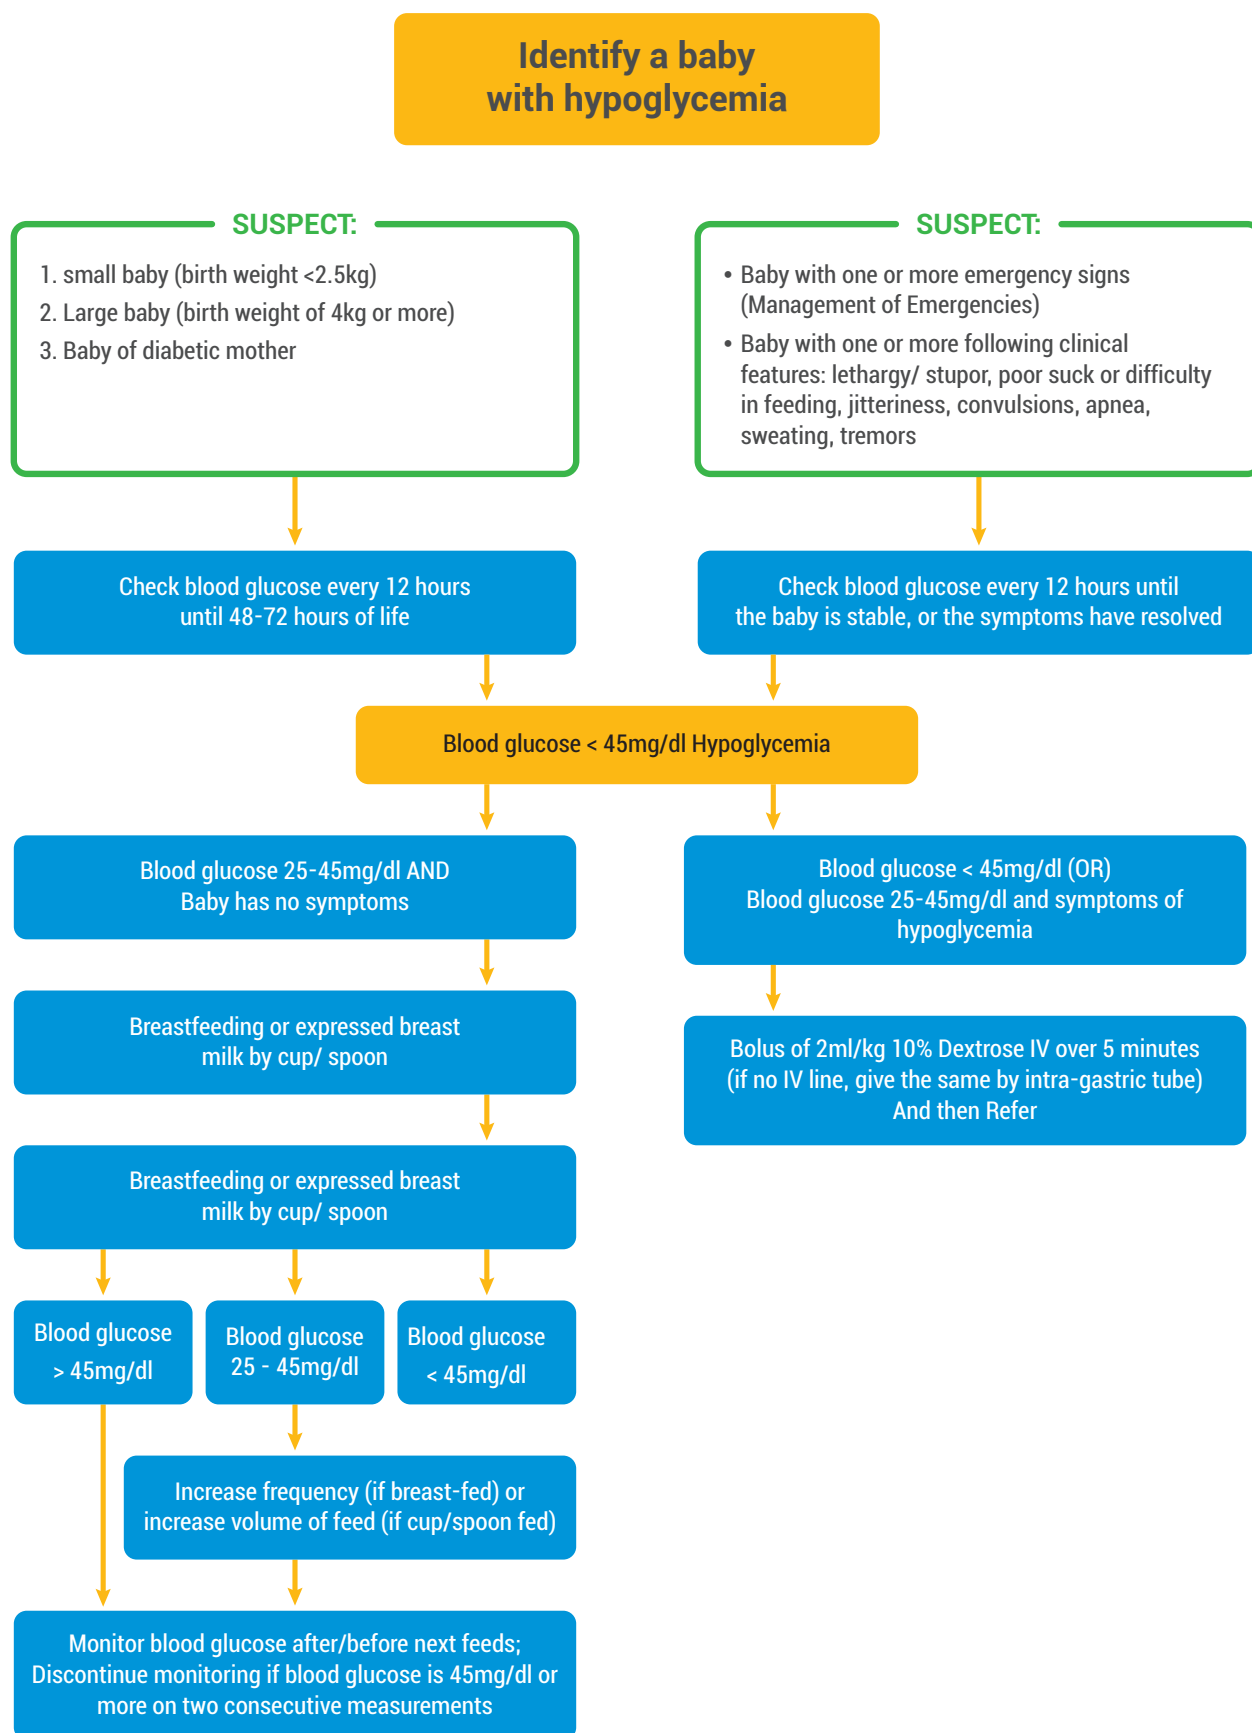 Identify a baby
with hypoglycemia
SUSPECT:
1. small baby (birth weight <2.5kg)
2. Large baby (birth weight of 4kg or more)
3. Baby of diabetic mother
SUSPECT:
• Baby with one or more emergency signs
(Management of Emergencies)
• Baby with one or more following clinical
features: lethargy/ stupor, poor suck or difficulty
in feeding, jitteriness, convulsions, apnea,
sweating, tremors
Check blood glucose every 12 hours
until 48-72 hours of life
Check blood glucose every 12 hours until
the baby is stable, or the symptoms have resolved
Blood glucose < 45mg/dl Hypoglycemia
Blood glucose 25-45mg/dl AND
Baby has no symptoms
Blood glucose < 45mg/dl (OR)
Blood glucose 25-45mg/dl and symptoms of
hypoglycemia
Breastfeeding or expressed breast
milk by cup/ spoon
Bolus of 2ml/kg 10% Dextrose IV over 5 minutes
(if no IV line, give the same by intra-gastric tube)
And then Refer
Breastfeeding or expressed breast
milk by cup/ spoon
Blood glucose
> 45mg/dl
Blood glucose
25 - 45mg/dl
Blood glucose
< 45mg/dl
Increase frequency (if breast-fed) or
increase volume of feed (if cup/spoon fed)
Monitor blood glucose after/before next feeds;
Discontinue monitoring if blood glucose is 45mg/dl or
more on two consecutive measurements